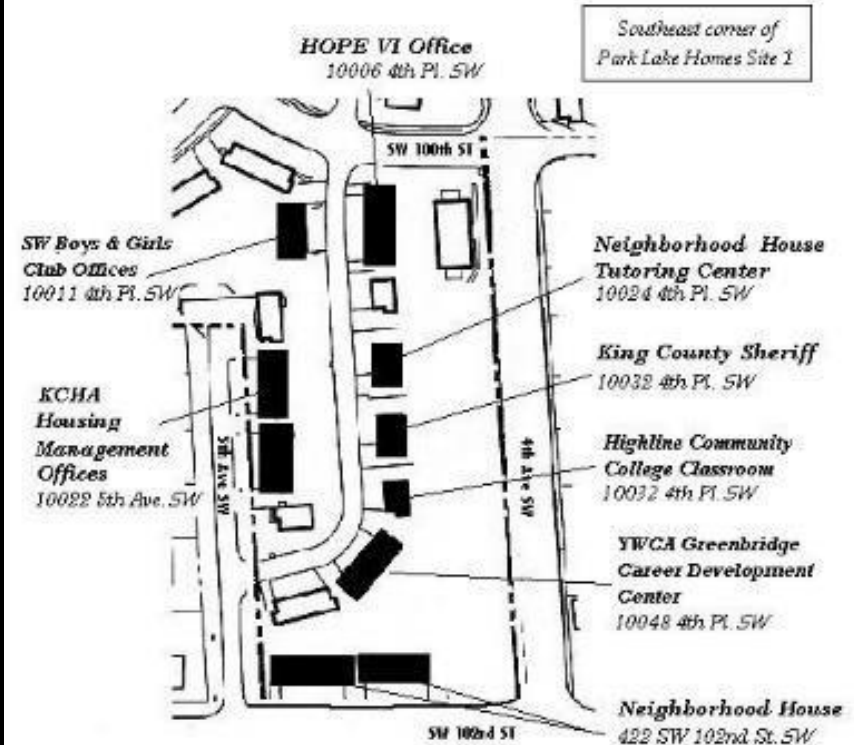 Southeast corner of
Park Lake Homes Site 1
HOPE VI Office
10006 4th Pl. SW
SW 100th ST
SW Boys & Girls
Club Offices
10011 4th Pl. SW
Neighborhood House
Tutoring Center
10024 4th Pl. SW
King County Sheriff
10032 4th Pl. SW
KCHA
Housing
Management
Offices
10022 5th Ave. SW
5th Ave SW
4th Ave SW
Highline Community
College Classroom
10032 4th Pl. SW
YWCA Greenbridge
Career Development
Center
10048 4th Pl. SW
Neighborhood House
422 SW 102nd St. SW
SW 102nd ST